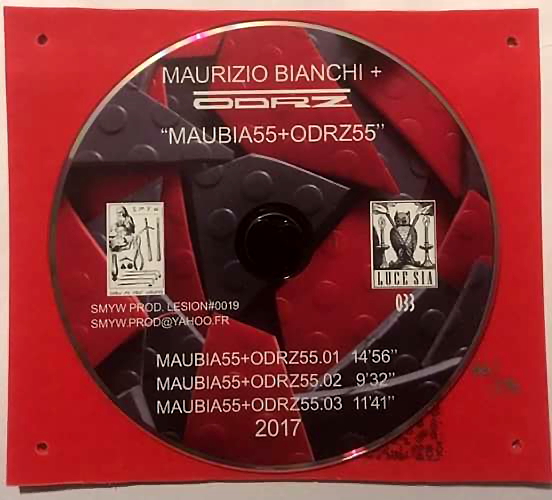 MAURIZIO BIANCHI +
ODRZ
“MAUBIA55+ODRZ55”
S M Y W
LUCE SIA
033
SMYW PROD. LESION#0019
SMYW.PROD@YAHOO.FR
MAUBIA55+ODRZ55.01 14'56''
MAUBIA55+ODRZ55.02 9'32''
MAUBIA55+ODRZ55.03 11'41''
2017